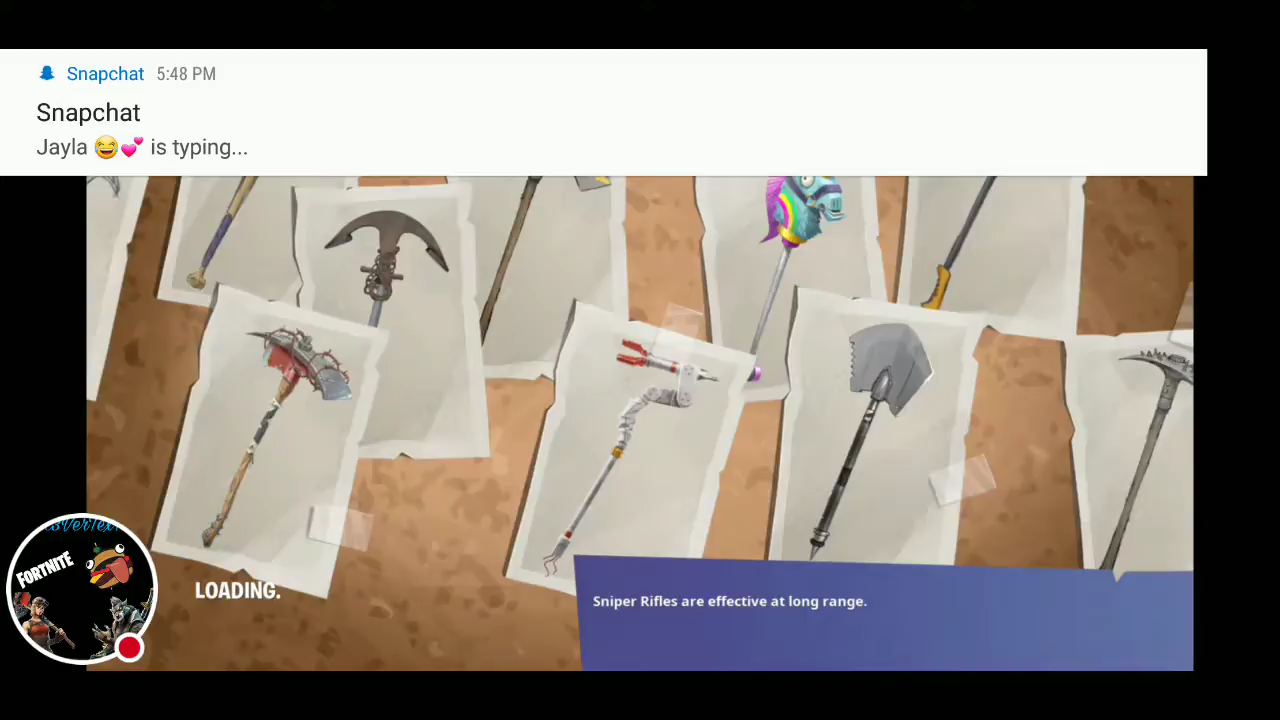 Snapchat 5:48 PM
Snapchat
Jayla 😂💕 is typing...
FORTNITE
LOADING.
Sniper Rifles are effective at long range.